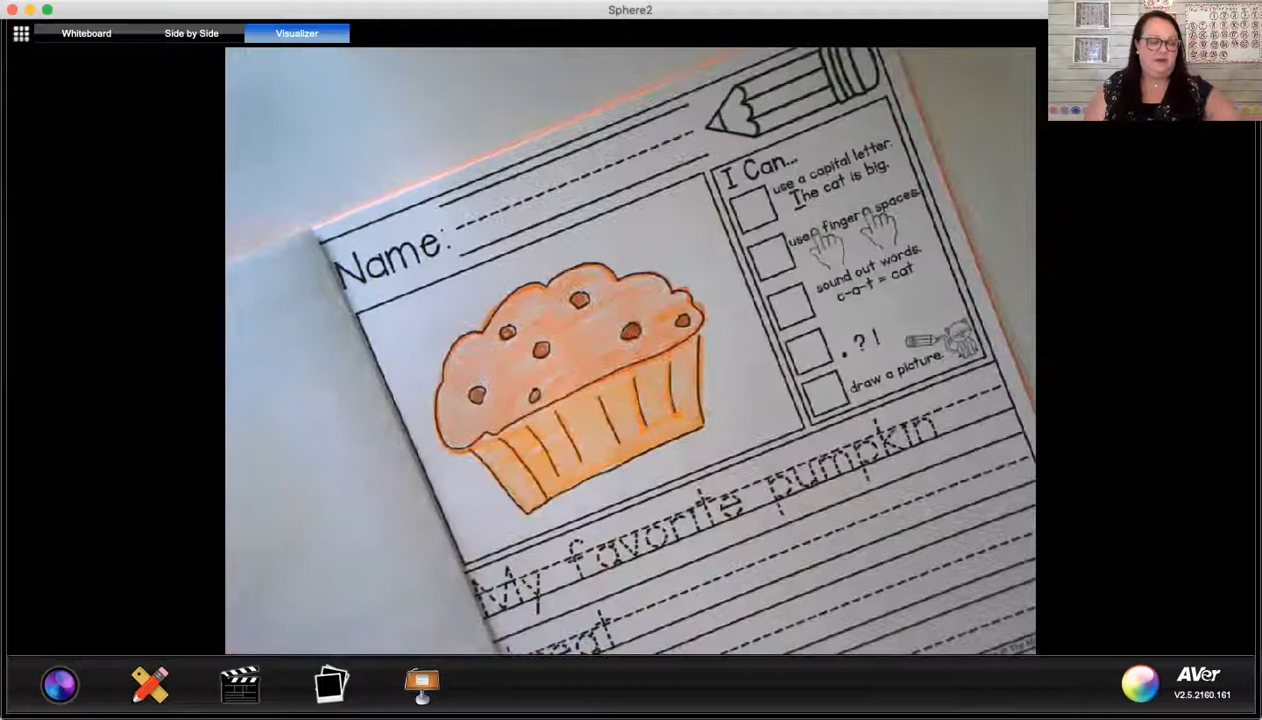 Sphere2
Whiteboard
Side by Side
Visualizer
Name:
I Can...
use a capital letter.
The cat is big.
use finger spaces.
sound out words.
c-a-t = cat
. ? !
draw a picture.
My favorite pumpkin
AVer
V2.5.2160.161